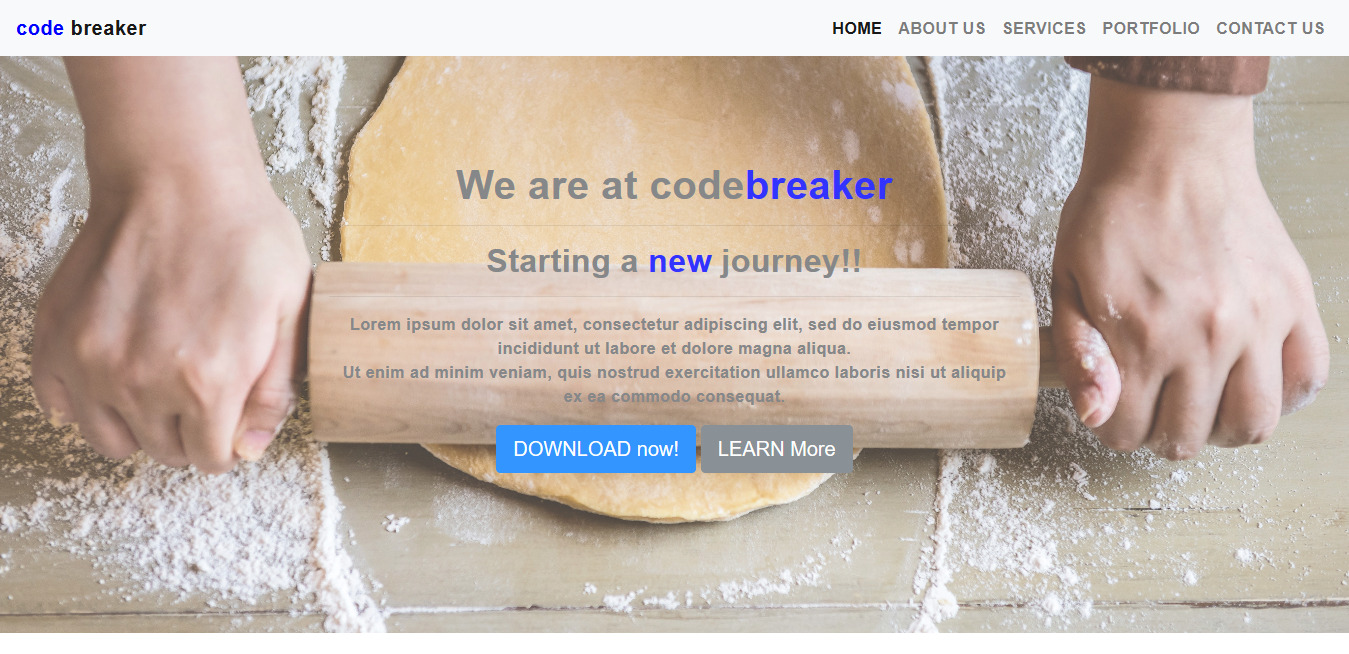 code breaker
HOME ABOUT US SERVICES PORTFOLIO CONTACT US
We are at codebreaker
Starting a new journey!!
Lorem ipsum dolor sit amet, consectetur adipiscing elit, sed do eiusmod tempor
incididunt ut labore et dolore magna aliqua.
Ut enim ad minim veniam, quis nostrud exercitation ullamco laboris nisi ut aliquip
ex ea commodo consequat.
DOWNLOAD now! LEARN More